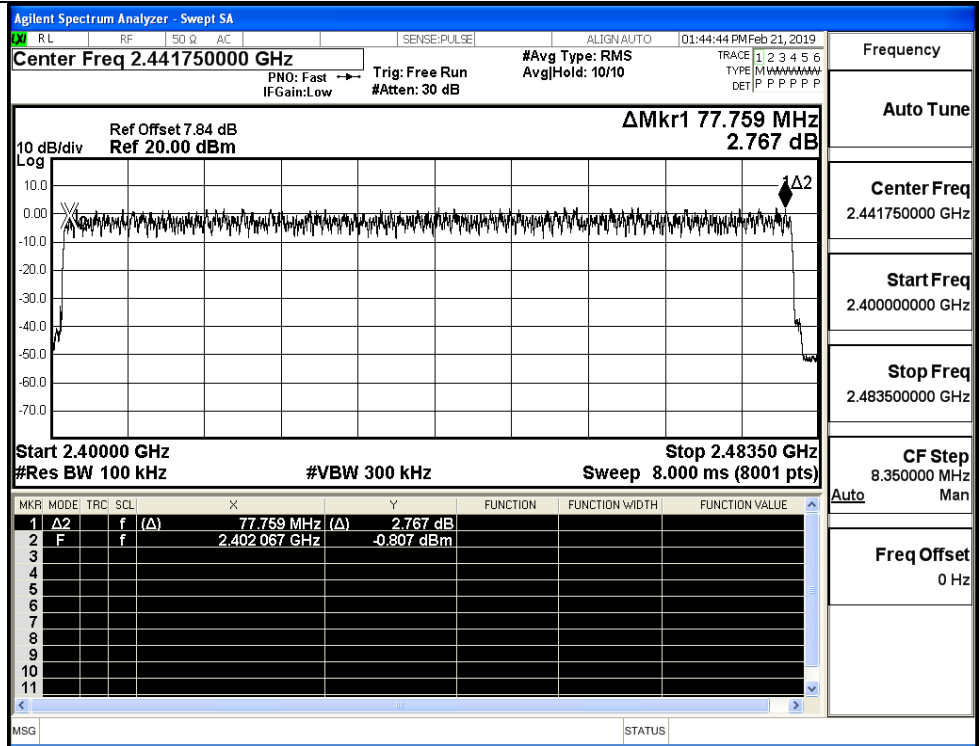 Agilent Spectrum Analyzer - Swept SA
LXI RL RF 50 Ω AC SENSE:PULSE ALIGN AUTO 01:44:44 PM Feb 21, 2019
Center Freq 2.441750000 GHz
PNO: Fast
IFGain:Low
Trig: Free Run
#Atten: 30 dB
#Avg Type: RMS
Avg|Hold: 10/10
TRACE 1 2 3 4 5 6
TYPE M WWWWW
DET P P P P P P
Ref Offset 7.84 dB
10 dB/div Ref 20.00 dBm
Log
ΔMkr1 77.759 MHz
2.767 dB
10.0
0.00
-10.0
-20.0
-30.0
-40.0
-50.0
-60.0
-70.0
1Δ2
Start 2.40000 GHz
Stop 2.48350 GHz
#Res BW 100 kHz #VBW 300 kHz Sweep 8.000 ms (8001 pts)
MKR MODE TRC SCL X Y FUNCTION FUNCTION WIDTH FUNCTION VALUE
1 Δ2 f (Δ) 77.759 MHz (Δ) 2.767 dB
2 F f 2.402 067 GHz -0.807 dBm
3
4
5
6
7
8
9
10
11
MSG
STATUS
Frequency
Auto Tune
Center Freq
2.441750000 GHz
Start Freq
2.400000000 GHz
Stop Freq
2.483500000 GHz
CF Step
8.350000 MHz
Auto Man
Freq Offset
0 Hz